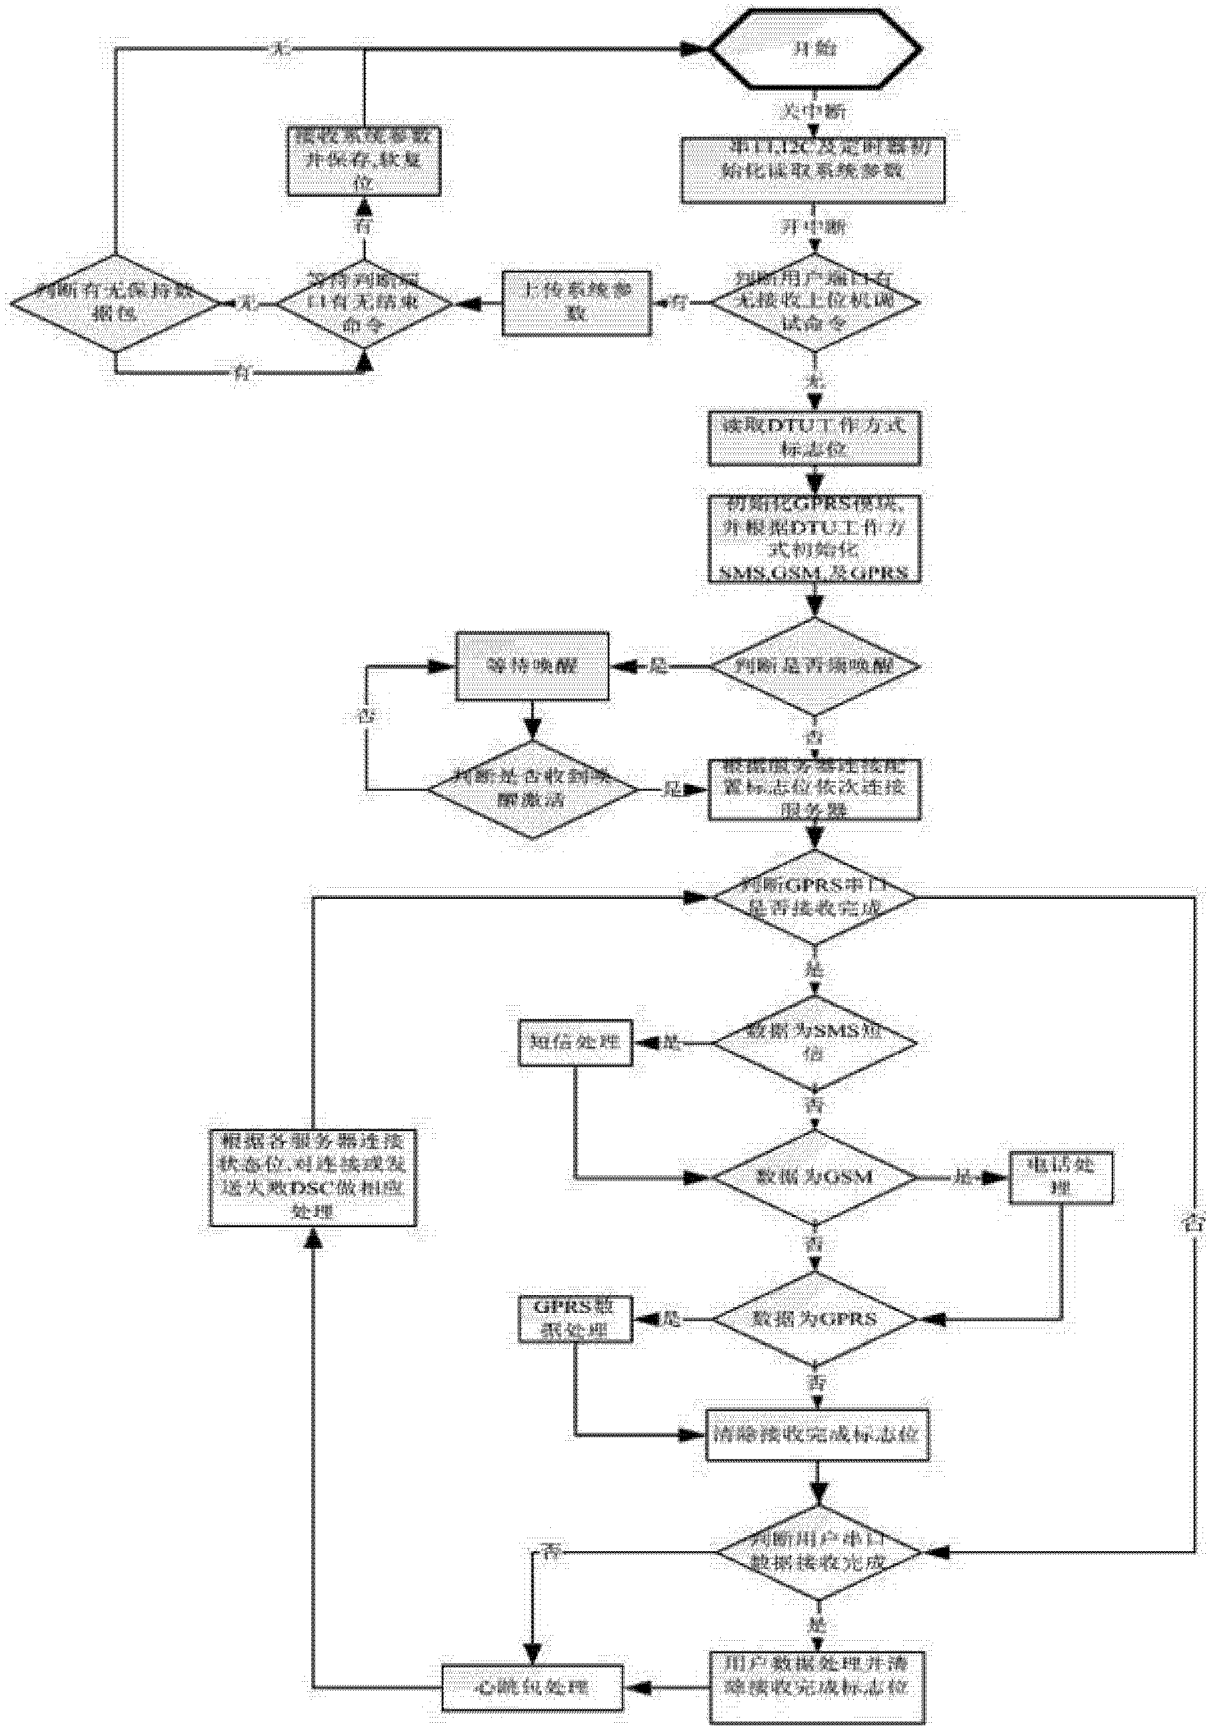 开始
无
关中断
接收系统参数
并保存,软复
位
串口,I2C及定时器初
始化读取系统参数
有
开中断
判断有无保持数
据包
无
等待判断端
口有无结束
命令
上传系统参
数
有
判断用户端口有
无接收上位机调
试命令
有
无
读取DTU工作方式
标志位
初始化GPRS模块,
并根据DTU工作方
式初始化
SMS,GSM,及GPRS
等待唤醒
是
判断是否须唤醒
否
否
判断是否收到唤
醒激活
是
根据服务器连接配
置标志位依次连接
服务器
判断GPRS串口
是否接收完成
是
短信处理
是
数据为SMS短
信
否
根据各服务器连接
状态位,对连接或发
送失败DSC做相应
处理
数据为GSM
是
电话处
理
否
否
GPRS数
据处理
是
数据为GPRS
否
清除接收完成标志位
判断用户串口
数据接收完成
否
是
心跳包处理
用户数据处理并清
除接收完成标志位